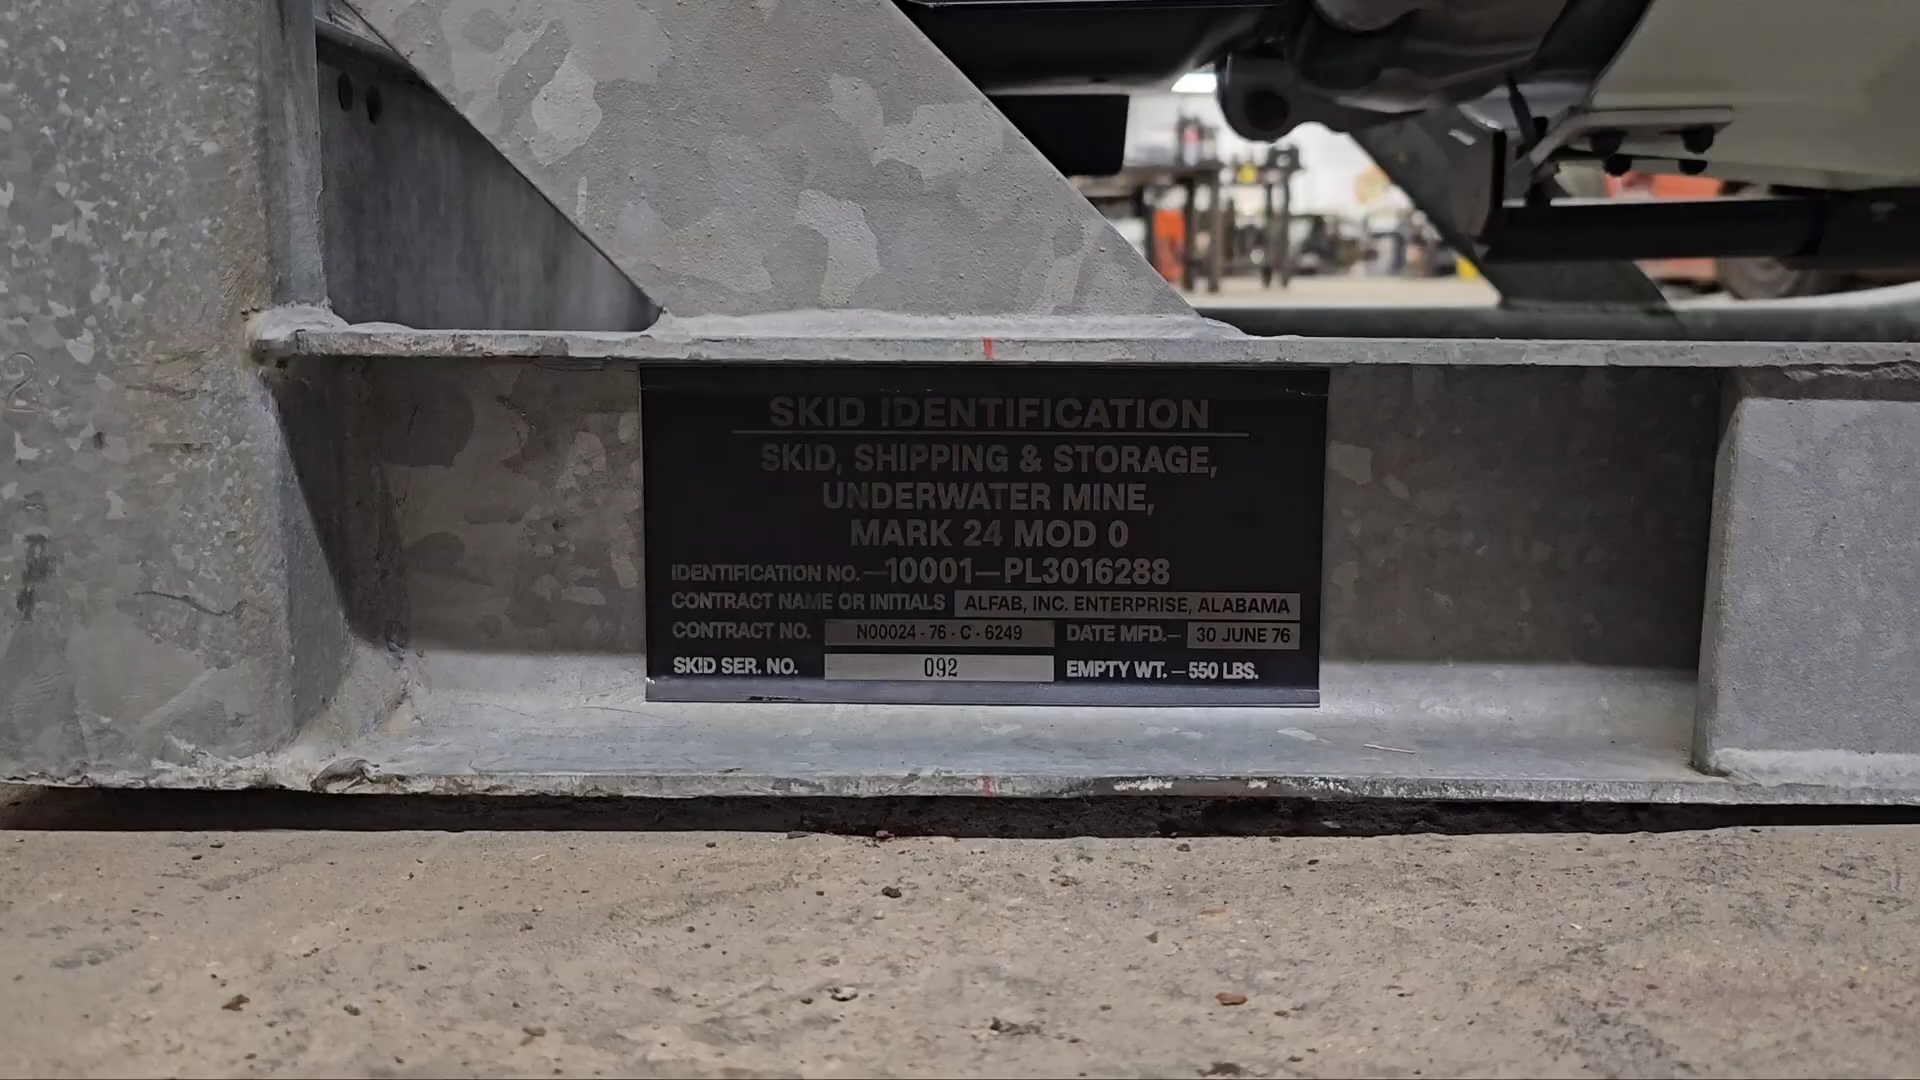 SKID IDENTIFICATION
SKID, SHIPPING & STORAGE,
UNDERWATER MINE,
MARK 24 MOD 0
IDENTIFICATION NO.—10001—PL3016288
CONTRACT NAME OR INITIALS ALFAB, INC. ENTERPRISE, ALABAMA
CONTRACT NO. N00024-76-C-6249 DATE MFD.— 30 JUNE 76
SKID SER. NO. 092 EMPTY WT.—550 LBS.
2